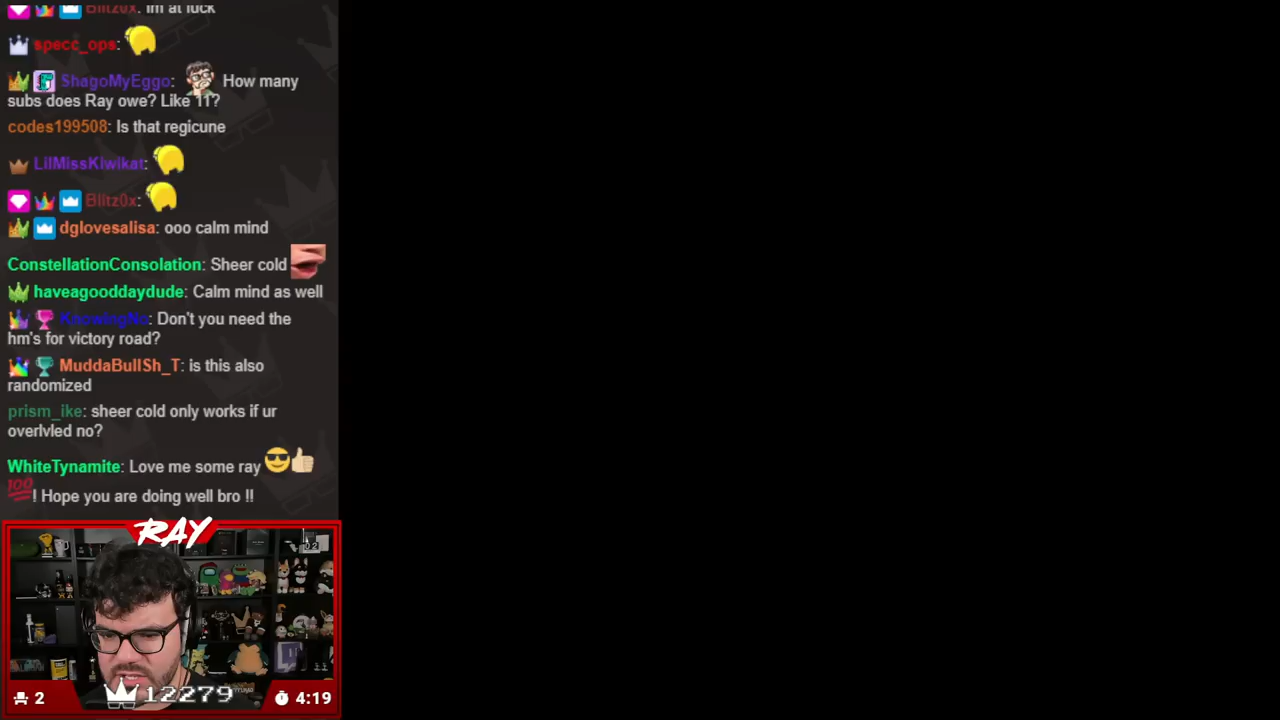 Blitz0x: im at luck
specc_ops:
ShagoMyEggo: How many
subs does Ray owe? Like 11?
codes199508: Is that regicune
LilMissKiwikat:
Blitz0x:
dglovesalisa: ooo calm mind
ConstellationConsolation: Sheer cold
haveagooddaydude: Calm mind as well
KnowingNo: Don't you need the
hm's for victory road?
MuddaBullSh_T: is this also
randomized
prism_ike: sheer cold only works if ur
overlvled no?
WhiteTynamite: Love me some ray
100! Hope you are doing well bro !!
RAY
2
12279
4:19